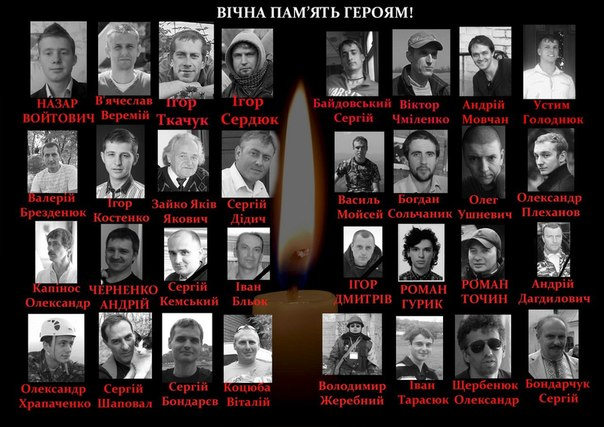 ВІЧНА ПАМ'ЯТЬ ГЕРОЯМ!
НАЗАР
ВОЙТОВИЧ
В'ячеслав
Веремій
Ігор
Ткачук
Ігор
Сердюк
Байдовський
Сергій
Віктор
Чміленко
Андрій
Мовчан
Устим
Голоднюк
Валерій
Брезденюк
Ігор
Костенко
Зайко Яків
Якович
Сергій
Дідич
Василь
Мойсей
Богдан
Сольчаник
Олег
Ушневич
Олександр
Плеханов
Капінос
Олександр
ЧЕРНЕНКО
АНДРІЙ
Сергій
Кемський
Іван
Бльок
ІГОР
ДМИТРІВ
РОМАН
ГУРИК
РОМАН
ТОЧИН
Андрій
Дагдилович
Олександр
Храпаченко
Сергій
Шаповал
Сергій
Бондарєв
Коцюба
Віталій
Володимир
Жеребний
Іван
Тарасюк
Щербенюк
Олександр
Бондарчук
Сергій